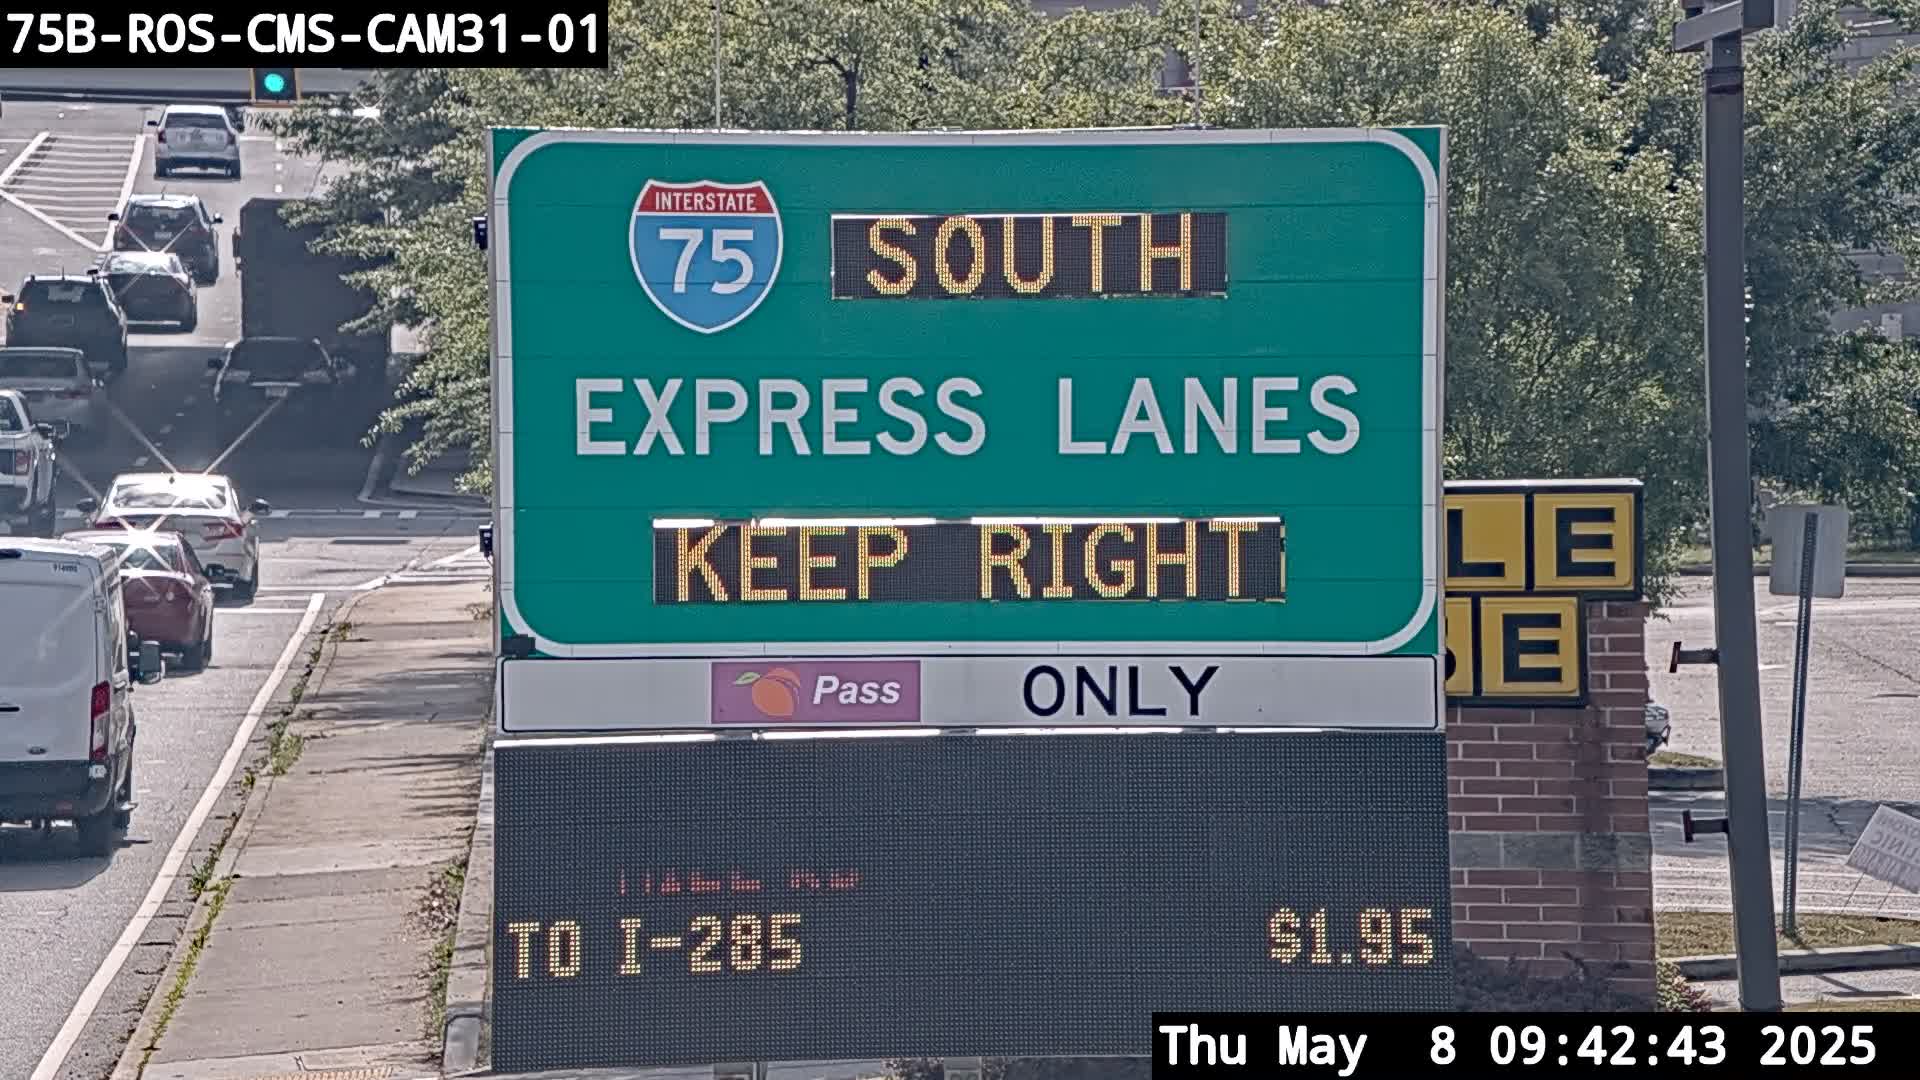 75B-ROS-CMS-CAM31-01
INTERSTATE
75
SOUTH
EXPRESS LANES
KEEP RIGHT
Pass ONLY
TO I-285 $1.95
LE
E
Thu May 8 09:42:43 2025